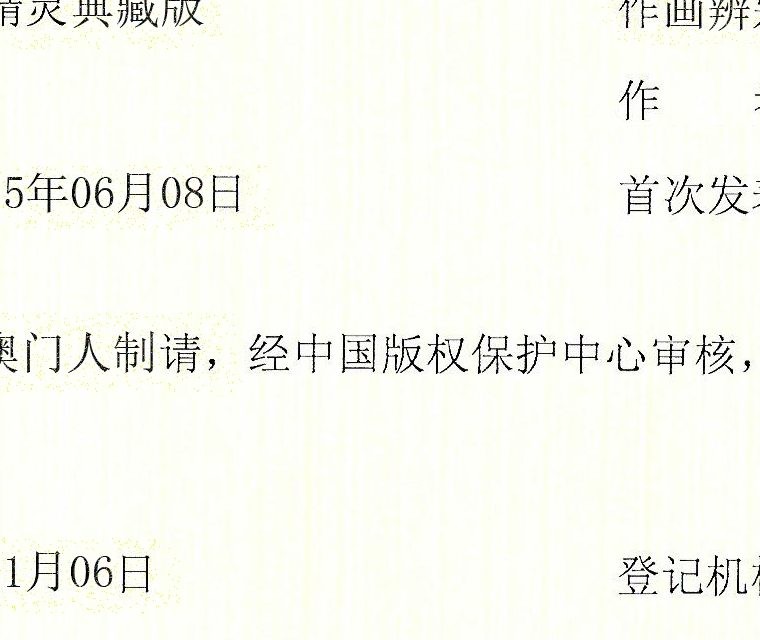 精灵典藏版 作画辨
作
5年06月08日 首次发表
澳门人制请，经中国版权保护中心审核，
1月06日 登记机